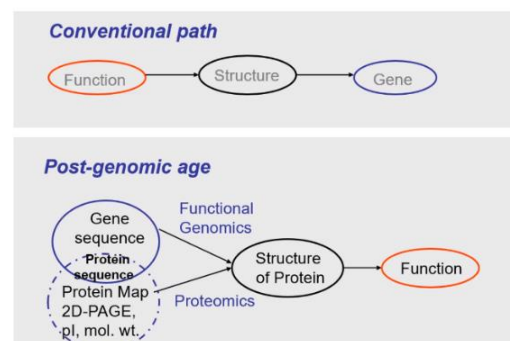 Conventional path
Function
Structure
Gene
Post-genomic age
Gene
sequence
Protein
sequence
Protein Map
2D-PAGE,
pI, mol. wt.
Functional
Genomics
Proteomics
Structure
of Protein
Function